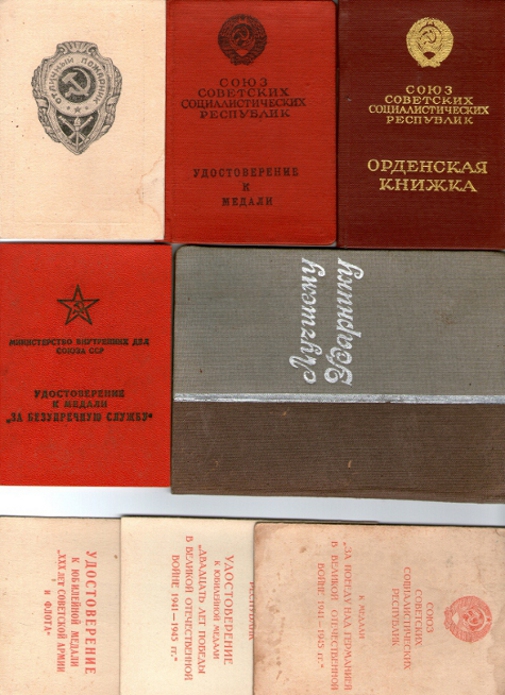 ОТЛИЧНЫЙ ПОЖАРНИК
СОЮЗ
СОВЕТСКИХ
СОЦИАЛИСТИЧЕСКИХ
РЕСПУБЛИК
УДОСТОВЕРЕНИЕ
К
МЕДАЛИ
СОЮЗ
СОВЕТСКИХ
СОЦИАЛИСТИЧЕСКИХ
РЕСПУБЛИК
ОРДЕНСКАЯ
КНИЖКА
МИНИСТЕРСТВО ВНУТРЕННИХ ДЕЛ
СОЮЗА ССР
УДОСТОВЕРЕНИЕ
К МЕДАЛИ
„ЗА БЕЗУПРЕЧНУЮ СЛУЖБУ"
Лучшему
Ударнику
УДОСТОВЕРЕНИЕ
К ЮБИЛЕЙНОЙ МЕДАЛИ
„XXX ЛЕТ СОВЕТСКОЙ АРМИИ
И ФЛОТА"
РЕСПУБЛИК
УДОСТОВЕРЕНИЕ
К ЮБИЛЕЙНОЙ МЕДАЛИ
„ДВАДЦАТЬ ЛЕТ ПОБЕДЫ
В ВЕЛИКОЙ ОТЕЧЕСТВЕННОЙ
ВОЙНЕ 1941—1945 гг."
СОЮЗ
СОВЕТСКИХ
СОЦИАЛИСТИЧЕСКИХ
РЕСПУБЛИК
К МЕДАЛИ
„ЗА ПОБЕДУ НАД ГЕРМАНИЕЙ
В ВЕЛИКОЙ ОТЕЧЕСТВЕННОЙ
ВОЙНЕ 1941—1945 гг."